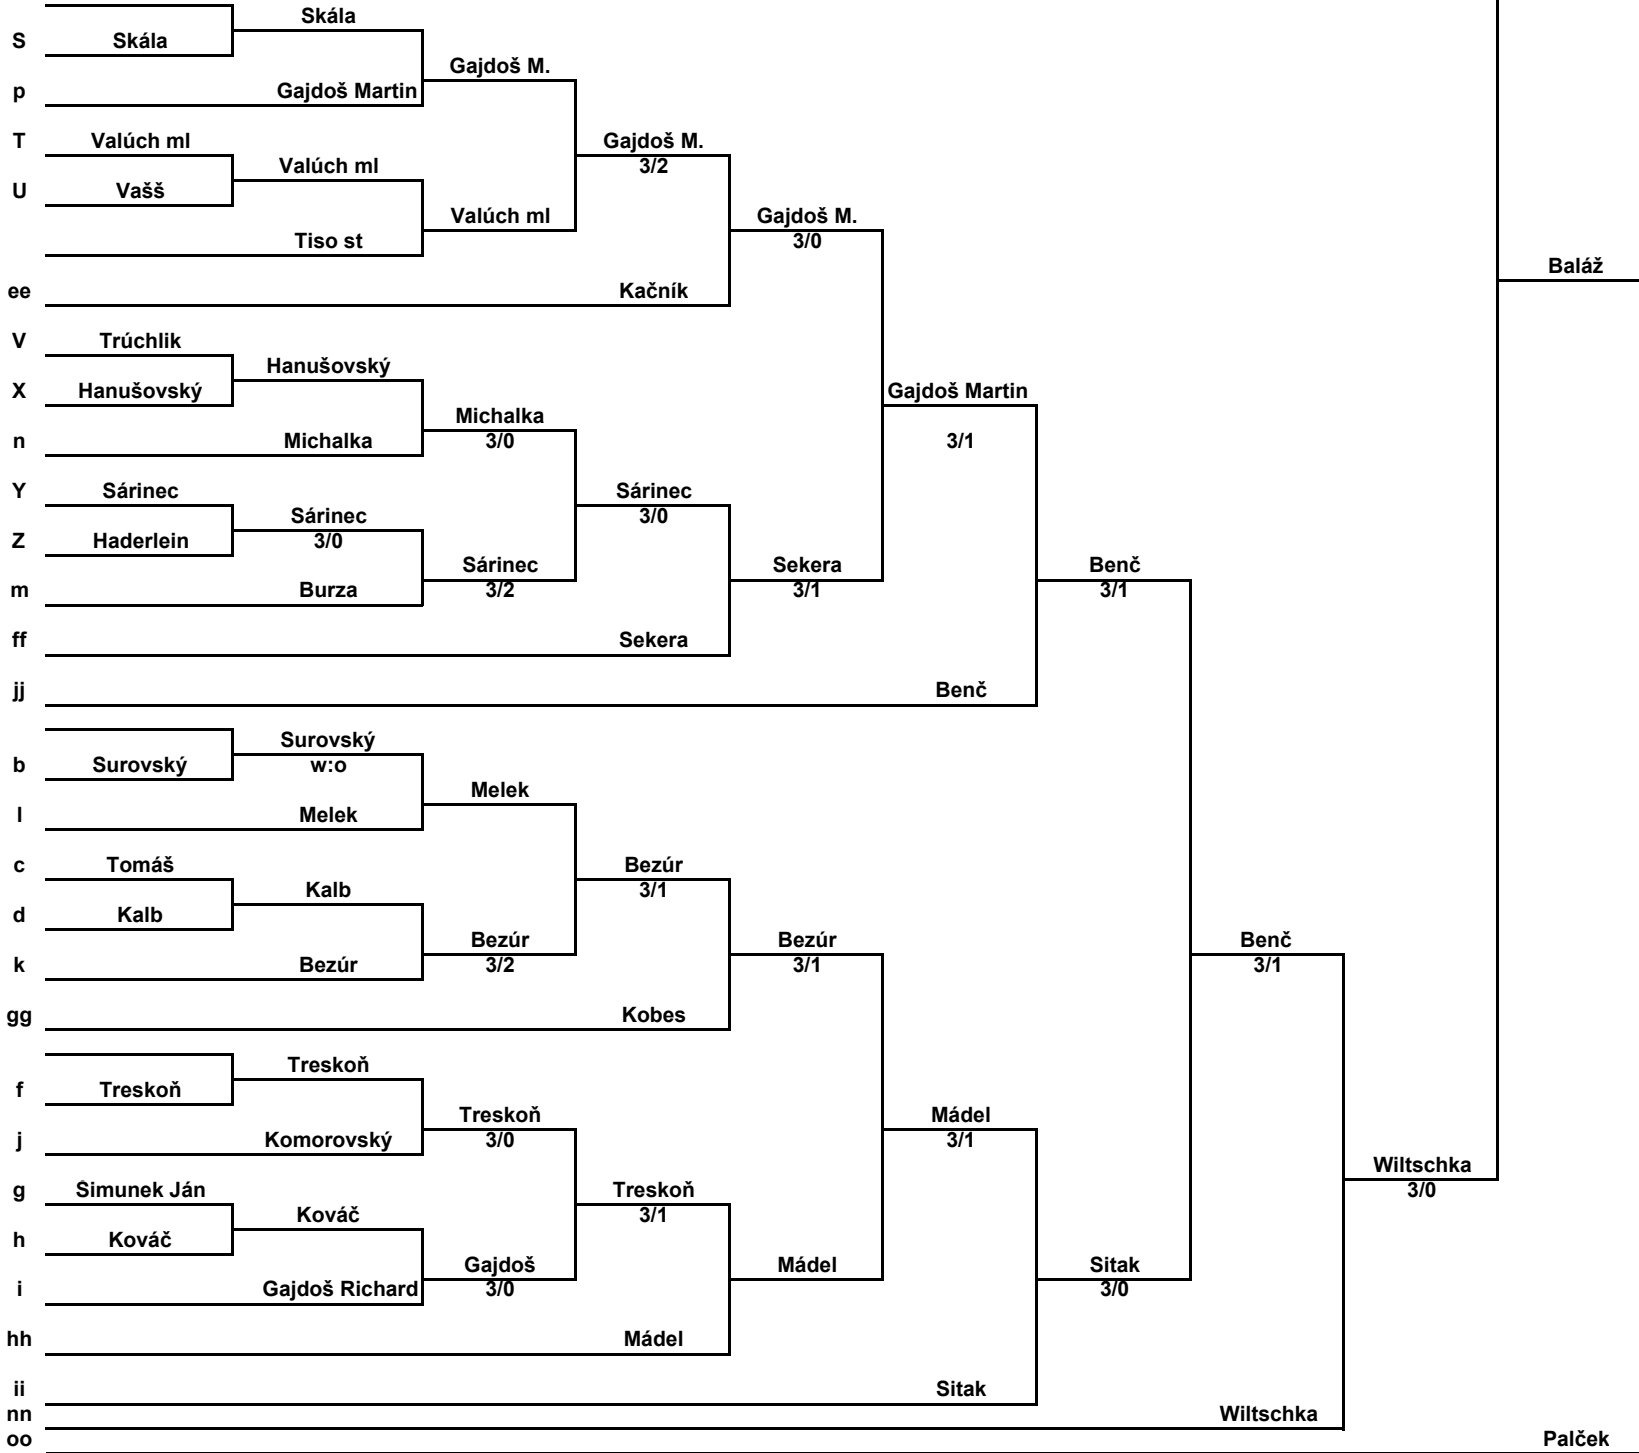 Skála
S Skála
Gajdoš M.
p Gajdoš Martin
T Valúch ml Gajdoš M.
Valúch ml 3/2
U Vašš
Valúch ml Gajdoš M.
Tiso st 3/0
Baláž
ee Kačník
V Trúchlik
Hanušovský
X Hanušovský Gajdoš Martin
Michalka
n Michalka 3/0 3/1
Y Sárinec Sárinec
Sárinec 3/0
Z Haderlein 3/0
Sárinec Sekera Benč
m Burza 3/2 3/1 3/1
ff Sekera
jj Benč
Surovský
b Surovský w:o
Melek
l Melek
c Tomáš Bezúr
Kalb 3/1
d Kalb
Bezúr Bezúr Benč
k Bezúr 3/2 3/1 3/1
gg Kobes
Treskoň
f Treskoň
Treskoň Mádel
j Komorovský 3/0 3/1
Wiltschka
g Šimunek Ján Treskoň 3/0
Kováč 3/1
h Kováč
Gajdoš Mádel Sitak
i Gajdoš Richard 3/0 3/0
hh Mádel
ii Sitak
nn Wiltschka
oo Palček